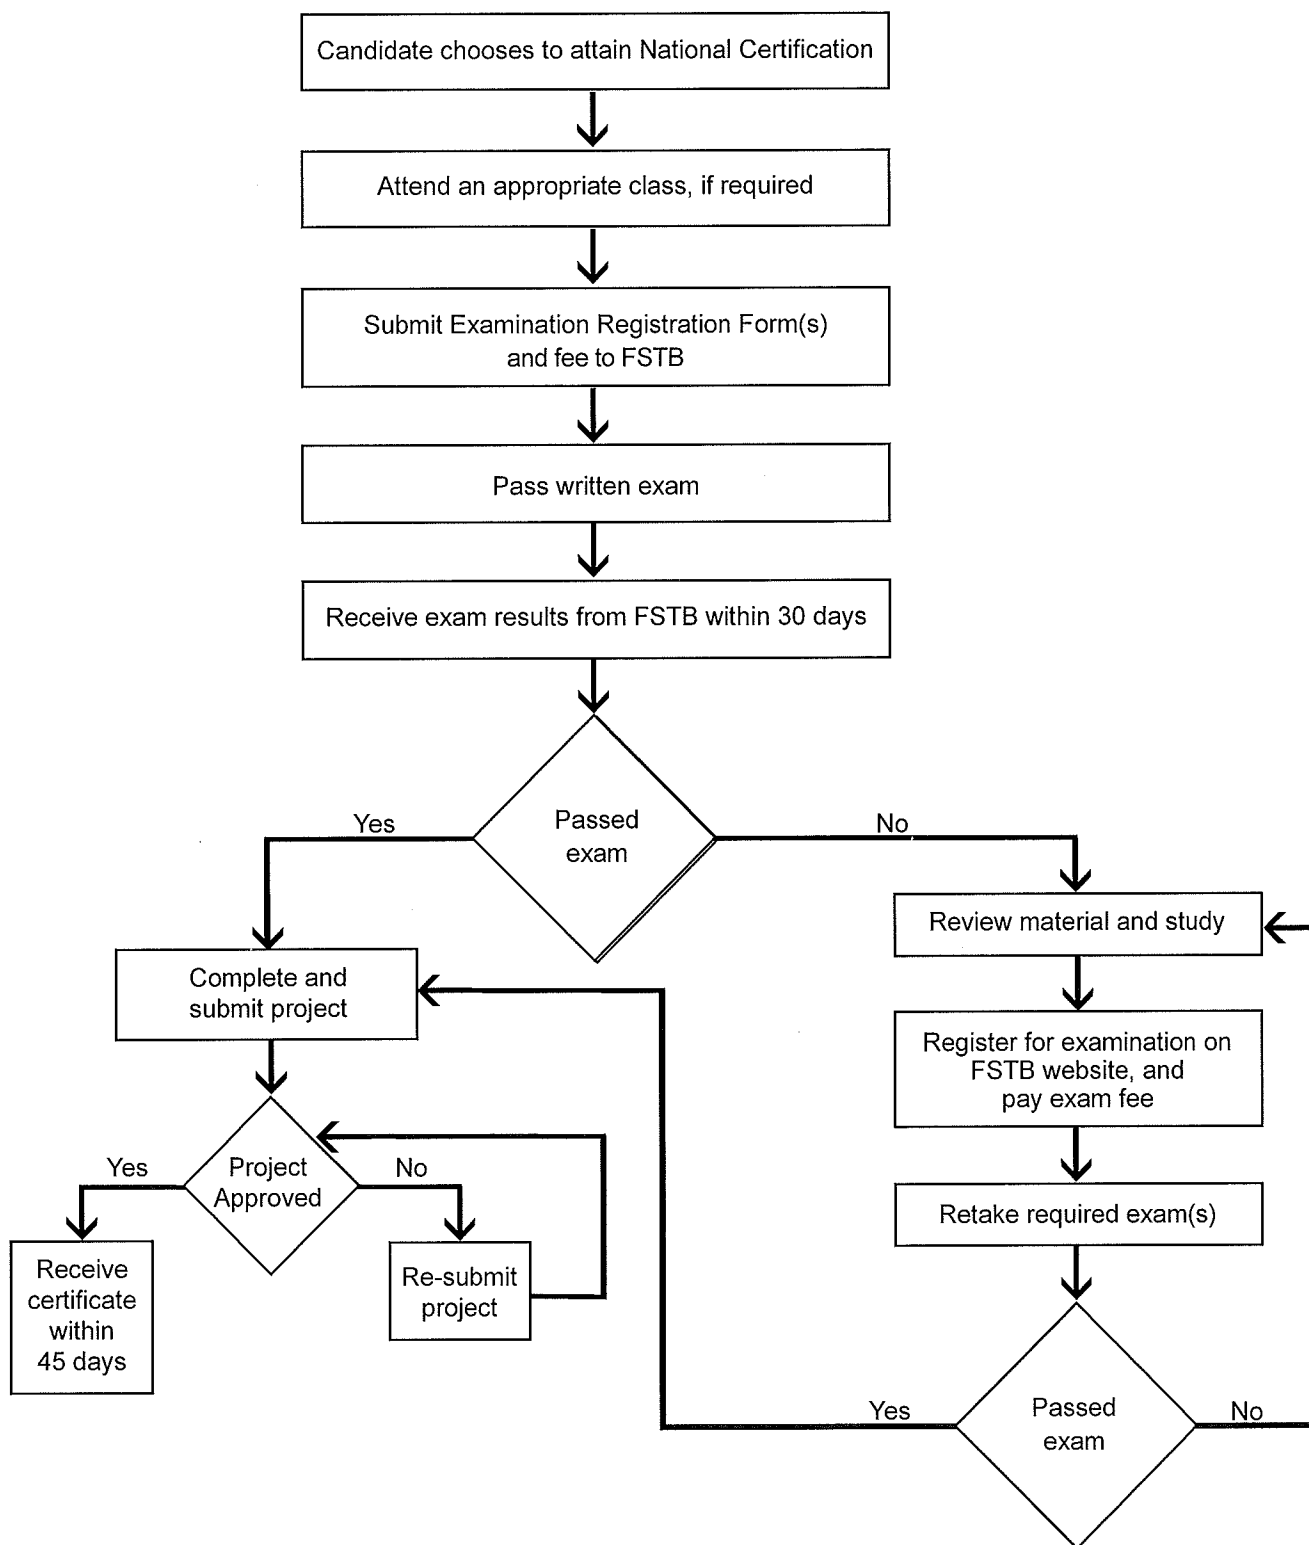 Candidate chooses to attain National Certification
Attend an appropriate class, if required
Submit Examination Registration Form(s)
and fee to FSTB
Pass written exam
Receive exam results from FSTB within 30 days
Passed
exam
Yes
No
Complete and
submit project
Project
Approved
Yes
No
Receive
certificate
within
45 days
Re-submit
project
Review material and study
Register for examination on
FSTB website, and
pay exam fee
Retake required exam(s)
Passed
exam
Yes
No